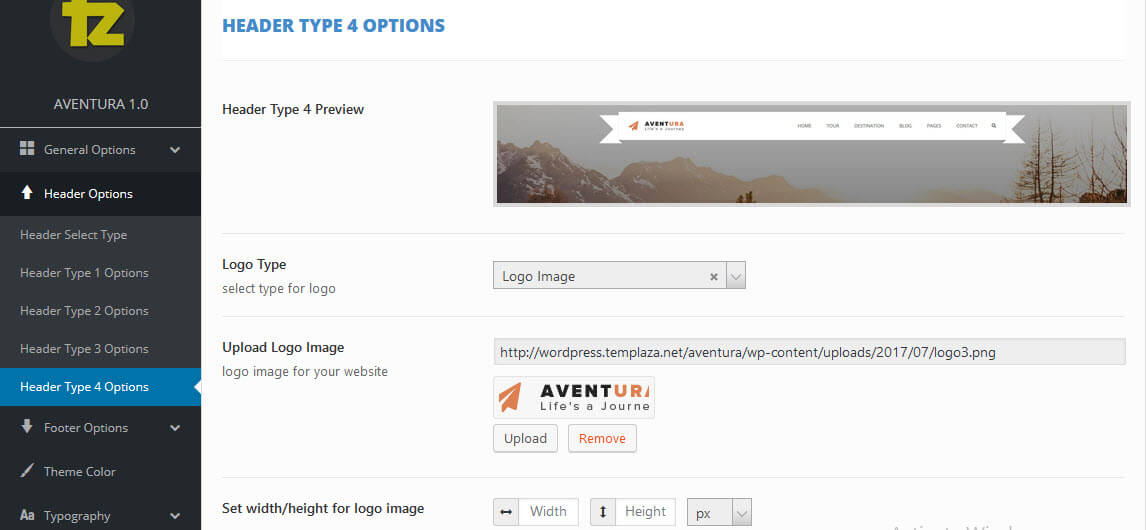 tz
AVENTURA 1.0
General Options
Header Options
Header Select Type
Header Type 1 Options
Header Type 2 Options
Header Type 3 Options
Header Type 4 Options
Footer Options
Theme Color
Aa Typography
HEADER TYPE 4 OPTIONS
Header Type 4 Preview
AVENTURA
Life's a Journe
HOME TOUR DESTINATION BLOG PAGES CONTACT
Logo Type
select type for logo
Logo Image
Upload Logo Image
logo image for your website
http://wordpress.templaza.net/aventura/wp-content/uploads/2017/07/logo3.png
AVENTURA
Life's a Journe
Upload Remove
Set width/height for logo image
Width Height px